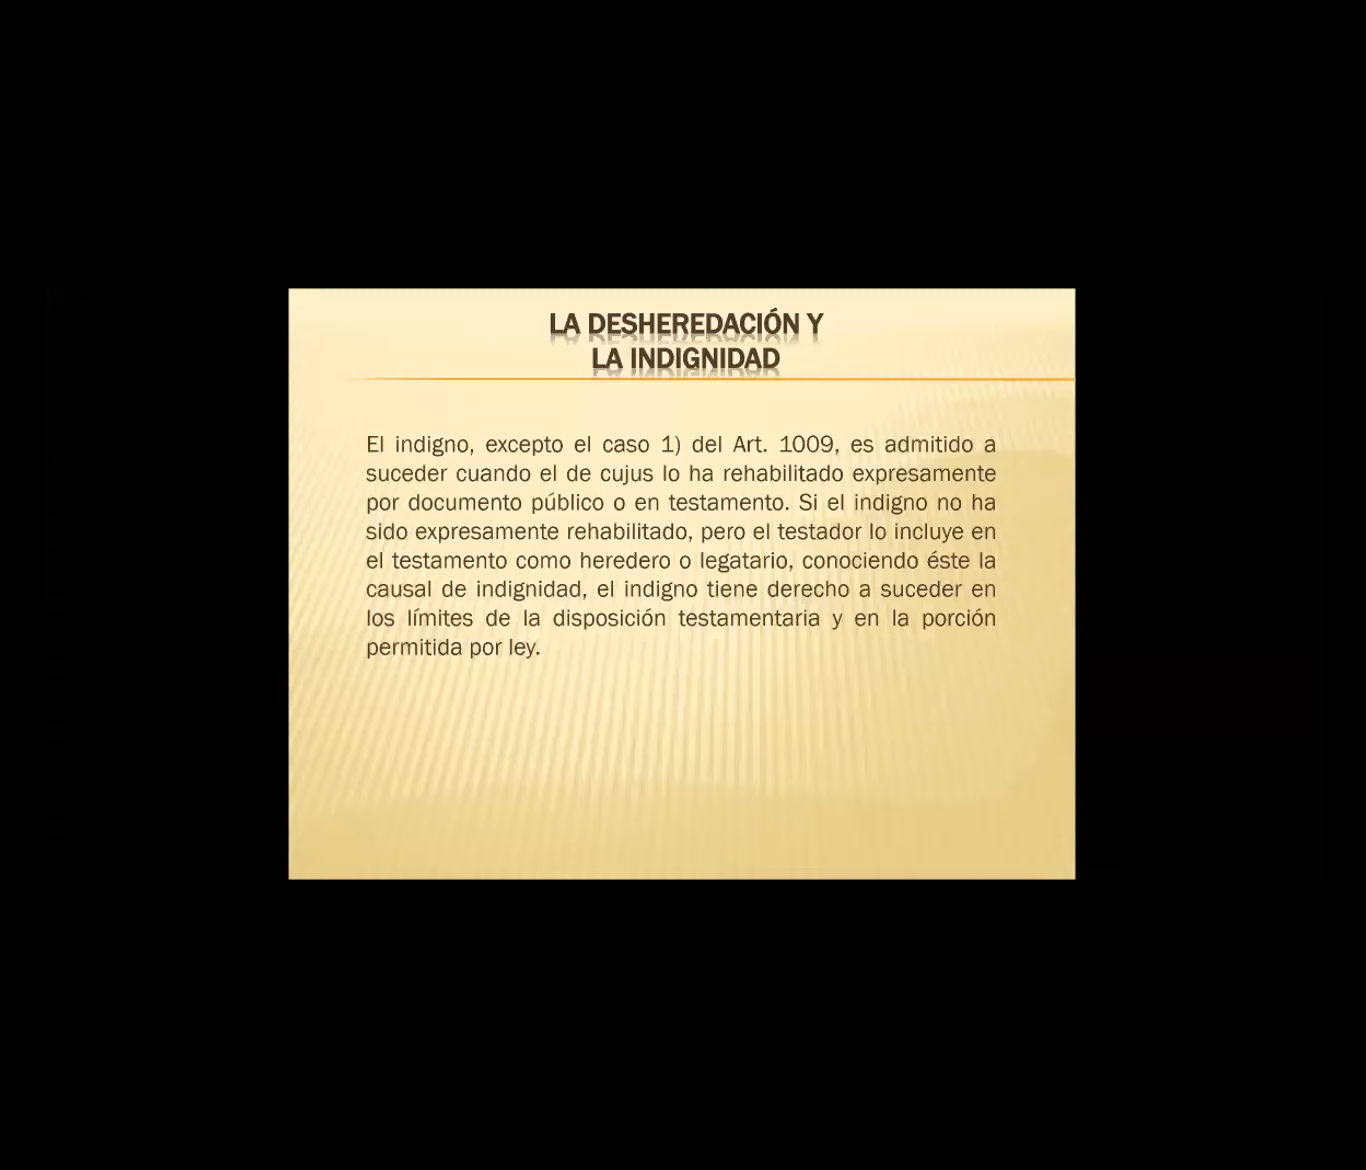 LA DESHEREDACIÓN Y
LA INDIGNIDAD
El indigno, excepto el caso 1) del Art. 1009, es admitido a
suceder cuando el de cujus lo ha rehabilitado expresamente
por documento público o en testamento. Si el indigno no ha
sido expresamente rehabilitado, pero el testador lo incluye en
el testamento como heredero o legatario, conociendo éste la
causal de indignidad, el indigno tiene derecho a suceder en
los límites de la disposición testamentaria y en la porción
permitida por ley.